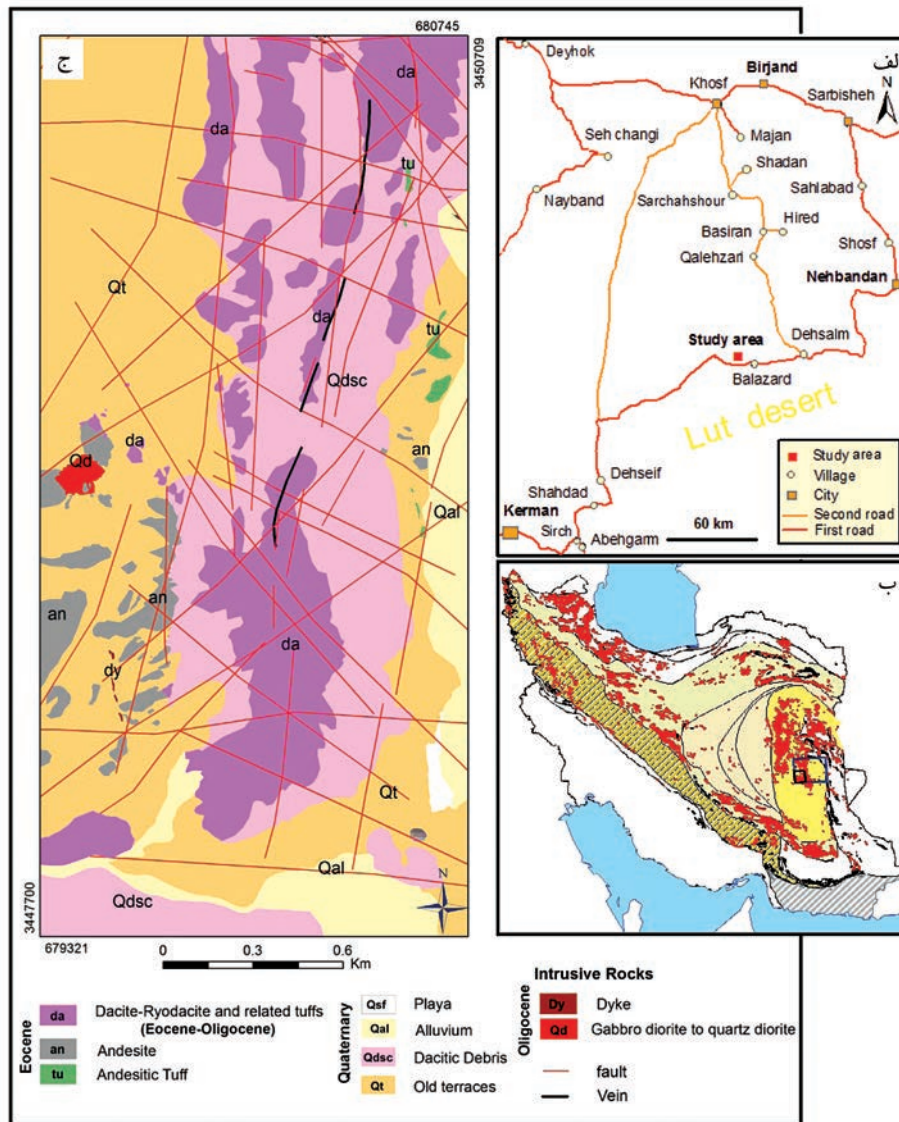 680745
ج
3450709
da
da
tu
Qt
da
tu
Qdsc
da
Qd
an
Qal
an
an
da
dy
Qt
Qal
Qdsc
N
3447700
679321
0 0.3 0.6
Km
الف
N
Deyhok
Birjand
Khosf
Sarbisheh
Majan
Seh changi
Shadan
Nayband
Sarchahshour
Sahlabad
Basiran
Hired
Qalehzari
Shosf
Nehbandan
Study area
Dehsalm
Balazard
Lut desert
Dehseif
Shahdad
Kerman
Sirch
Abehgarm
60 km
Study area
Village
City
Second road
First road
ب
Eocene
da Dacite-Ryodacite and related tuffs
(Eocene-Oligocene)
an Andesite
tu Andesitic Tuff
Quaternary
Qsf Playa
Qal Alluvium
Qdsc Dacitic Debris
Qt Old terraces
Intrusive Rocks
Oligocene
Dy Dyke
Qd Gabbro diorite to quartz diorite
fault
Vein